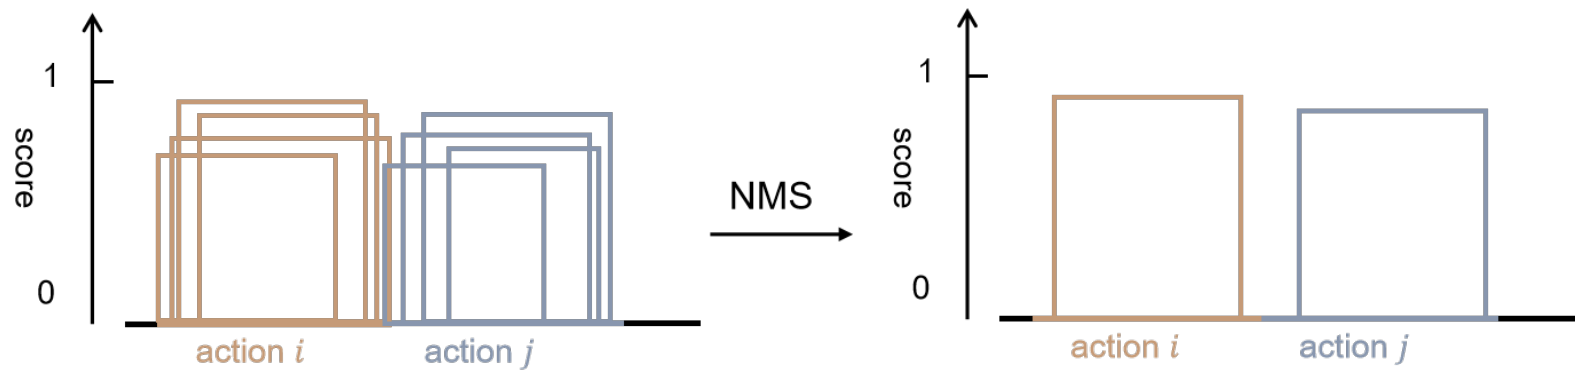 1
score
0
action i
action j
NMS
1
score
0
action i
action j